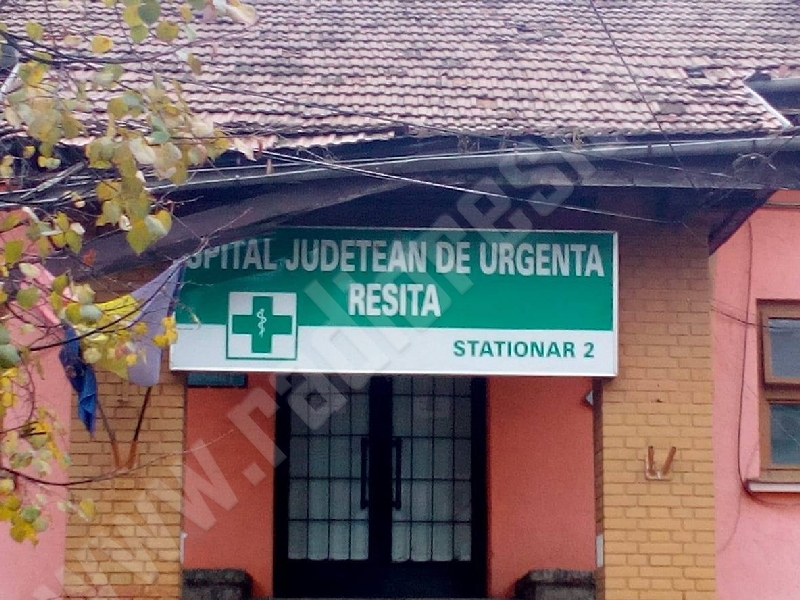 SPITAL JUDETEAN DE URGENTA
RESITA
STATIONAR 2